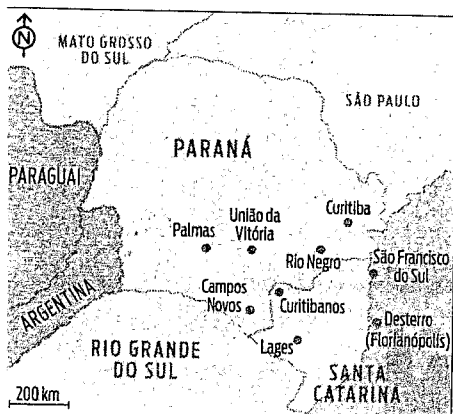 N
MATO GROSSO
DO SUL
SÃO PAULO
PARANÁ
PARAGUAI
Curitiba
União da
Vitória
Palmas
Rio Negro
São Francisco
do Sul
ARGENTINA
Campos
Novos
Curitibanos
Desterro
(Florianópolis)
Lages
RIO GRANDE
DO SUL
SANTA
CATARINA
200 km